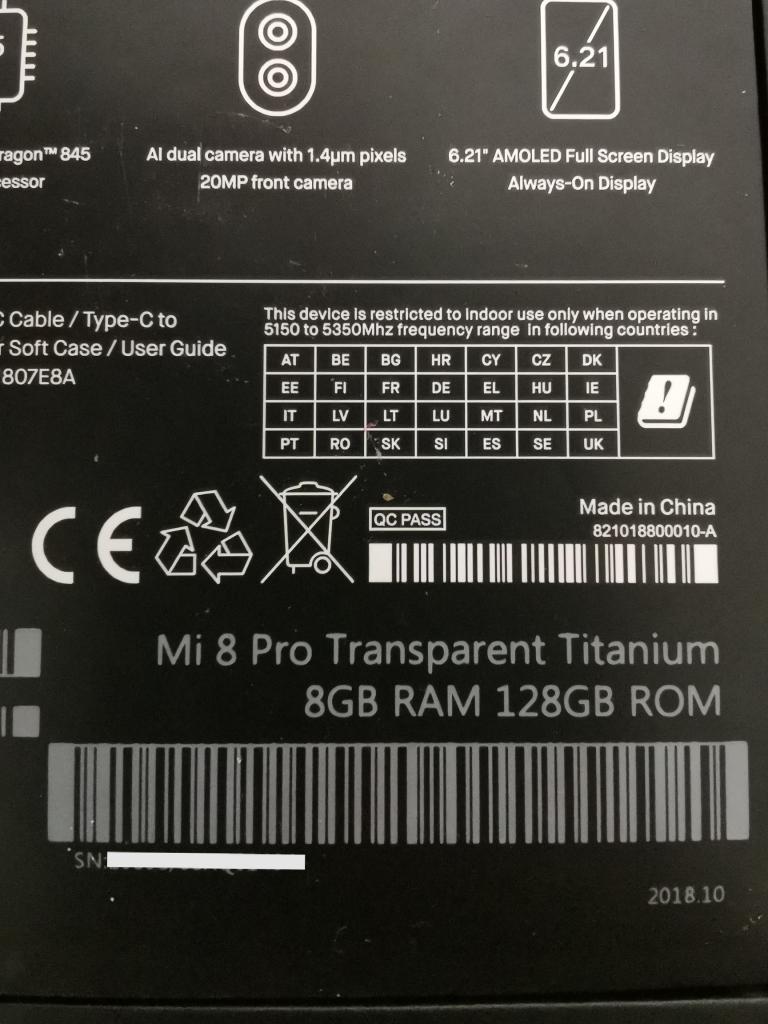 5
6.21
ragon™ 845
AI dual camera with 1.4µm pixels
6.21" AMOLED Full Screen Display
essor
20MP front camera
Always-On Display
C Cable / Type-C to
r Soft Case / User Guide
807E8A
This device is restricted to indoor use only when operating in
5150 to 5350Mhz frequency range in following countries :
AT BE BG HR CY CZ DK
EE FI FR DE EL HU IE
IT LV LT LU MT NL PL
PT RO SK SI ES SE UK
CE
QC PASS
Made in China
821018800010-A
Mi 8 Pro Transparent Titanium
8GB RAM 128GB ROM
SN:
2018.10